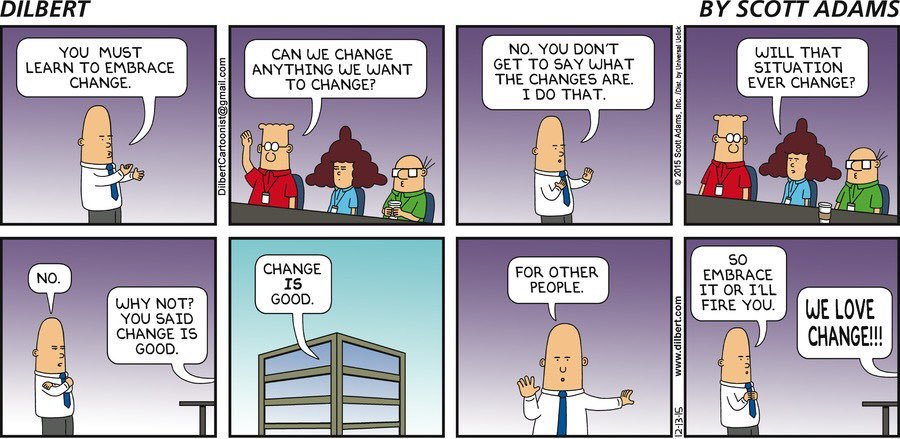 DILBERT
BY SCOTT ADAMS
YOU MUST
LEARN TO EMBRACE
CHANGE.
DilbertCartoonist@gmail.com
CAN WE CHANGE
ANYTHING WE WANT
TO CHANGE?
NO. YOU DON'T
GET TO SAY WHAT
THE CHANGES ARE.
I DO THAT.
© 2015 Scott Adams, Inc. /Dist. by Universal Uclick
WILL THAT
SITUATION
EVER CHANGE?
NO.
WHY NOT?
YOU SAID
CHANGE IS
GOOD.
CHANGE
IS
GOOD.
FOR OTHER
PEOPLE.
12-13-15
www.dilbert.com
SO
EMBRACE
IT OR I'LL
FIRE YOU.
WE LOVE
CHANGE!!!